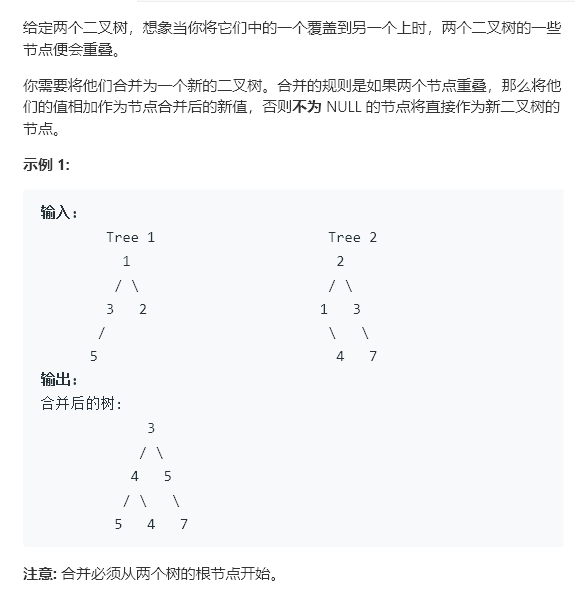 给定两个二叉树，想象当你将它们中的一个覆盖到另一个上时，两个二叉树的一些
节点便会重叠。
你需要将他们合并为一个新的二叉树。合并的规则是如果两个节点重叠，那么将他
们的值相加作为节点合并后的新值，否则不为 NULL 的节点将直接作为新二叉树的
节点。
示例 1:
输入:
Tree 1 Tree 2
1 2
/ \ / \
3 2 1 3
/ \ \
5 4 7
输出:
合并后的树:
3
/ \
4 5
/ \ \
5 4 7
注意: 合并必须从两个树的根节点开始。